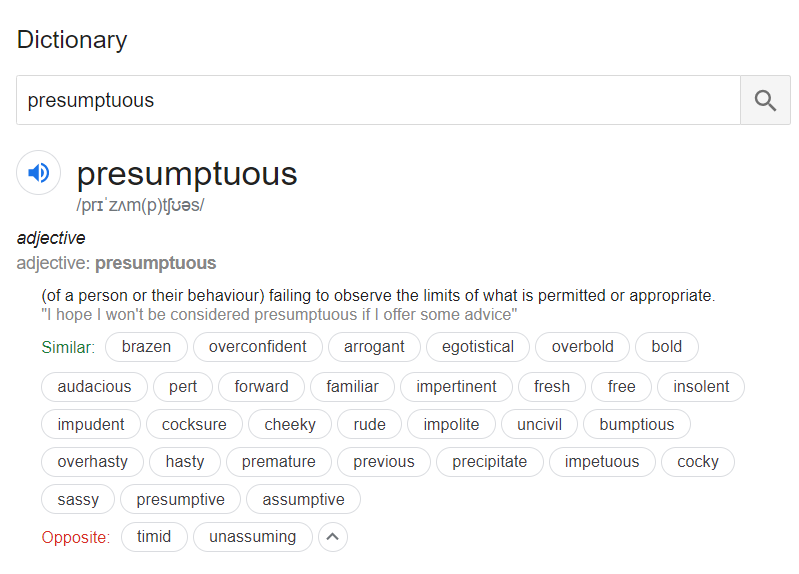 Dictionary
presumptuous
presumptuous
/prɪˈzʌm(p)tʃʊəs/
adjective
adjective: presumptuous
(of a person or their behaviour) failing to observe the limits of what is permitted or appropriate.
"I hope I won't be considered presumptuous if I offer some advice"
Similar: brazen overconfident arrogant egotistical overbold bold
audacious pert forward familiar impertinent fresh free insolent
impudent cocksure cheeky rude impolite uncivil bumptious
overhasty hasty premature previous precipitate impetuous cocky
sassy presumptive assumptive
Opposite: timid unassuming